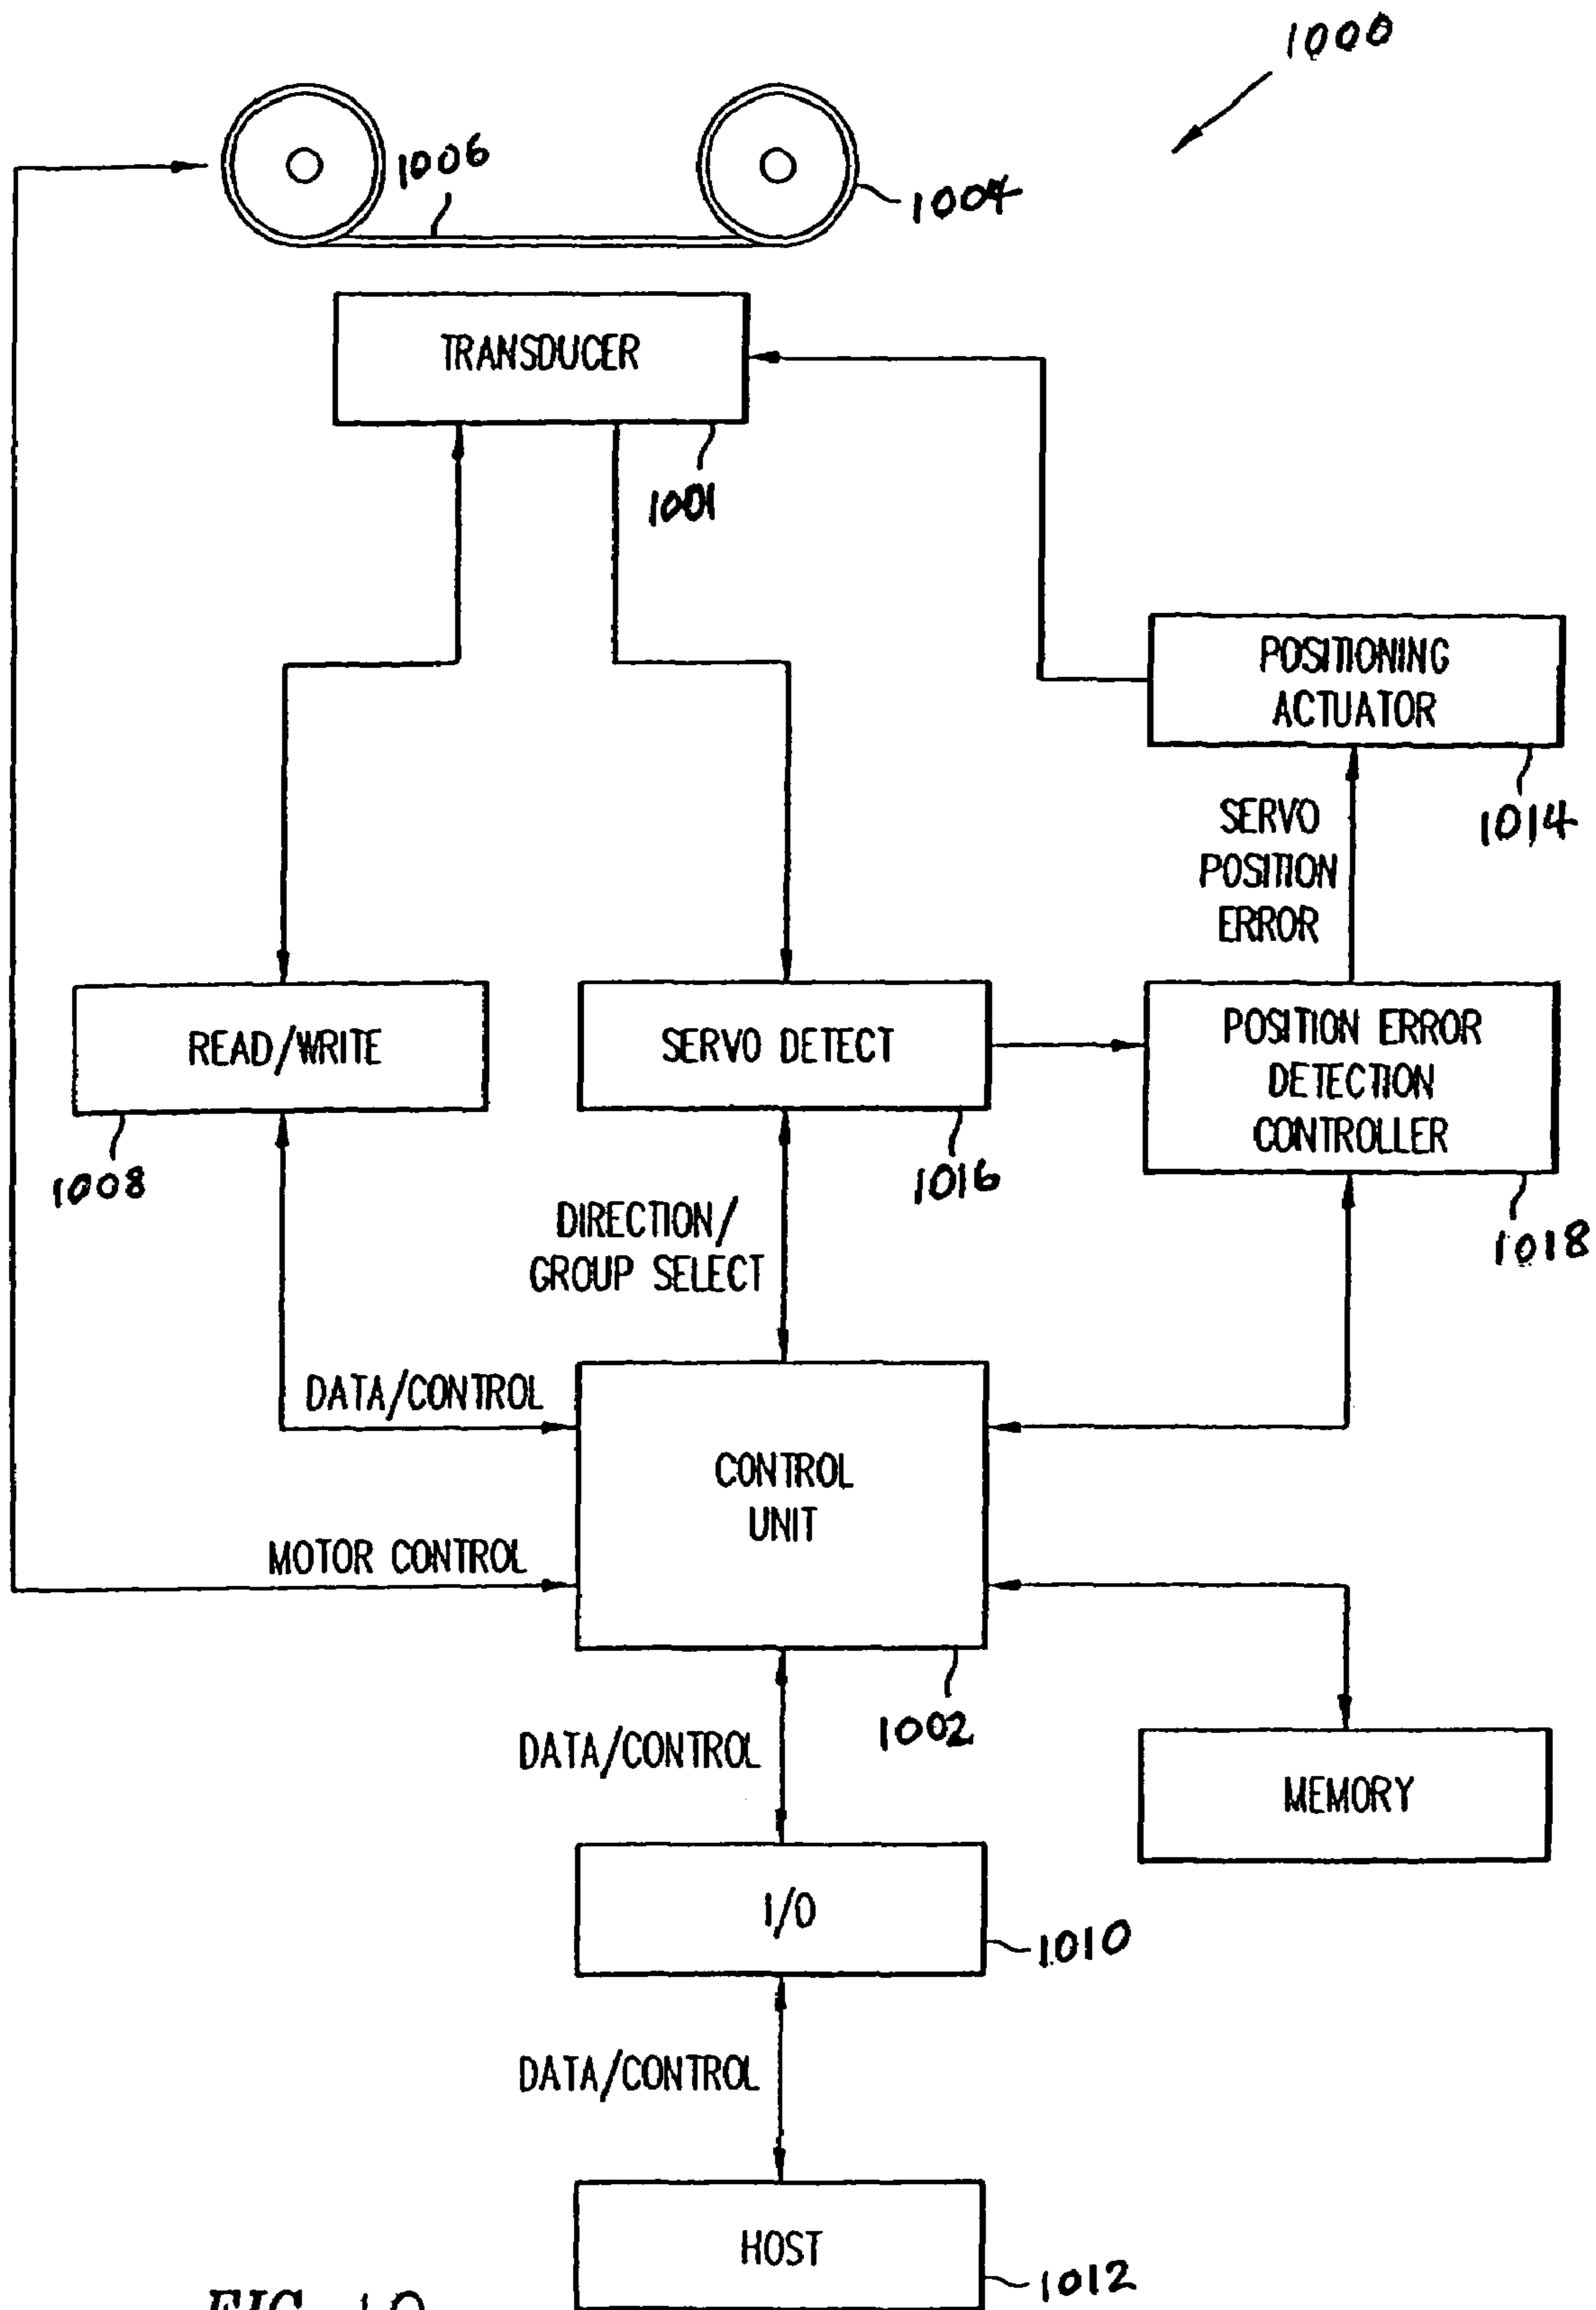 1000
1006
1004
TRANSDUCER
1001
POSITIONING
ACTUATOR
1014
SERVO
POSITION
ERROR
READ/WRITE
1008
SERVO DETECT
1016
POSITION ERROR
DETECTION
CONTROLLER
1018
DIRECTION/
GROUP SELECT
DATA/CONTROL
CONTROL
UNIT
MOTOR CONTROL
1002
DATA/CONTROL
MEMORY
I/O
1010
DATA/CONTROL
HOST
1012
FIG. 10